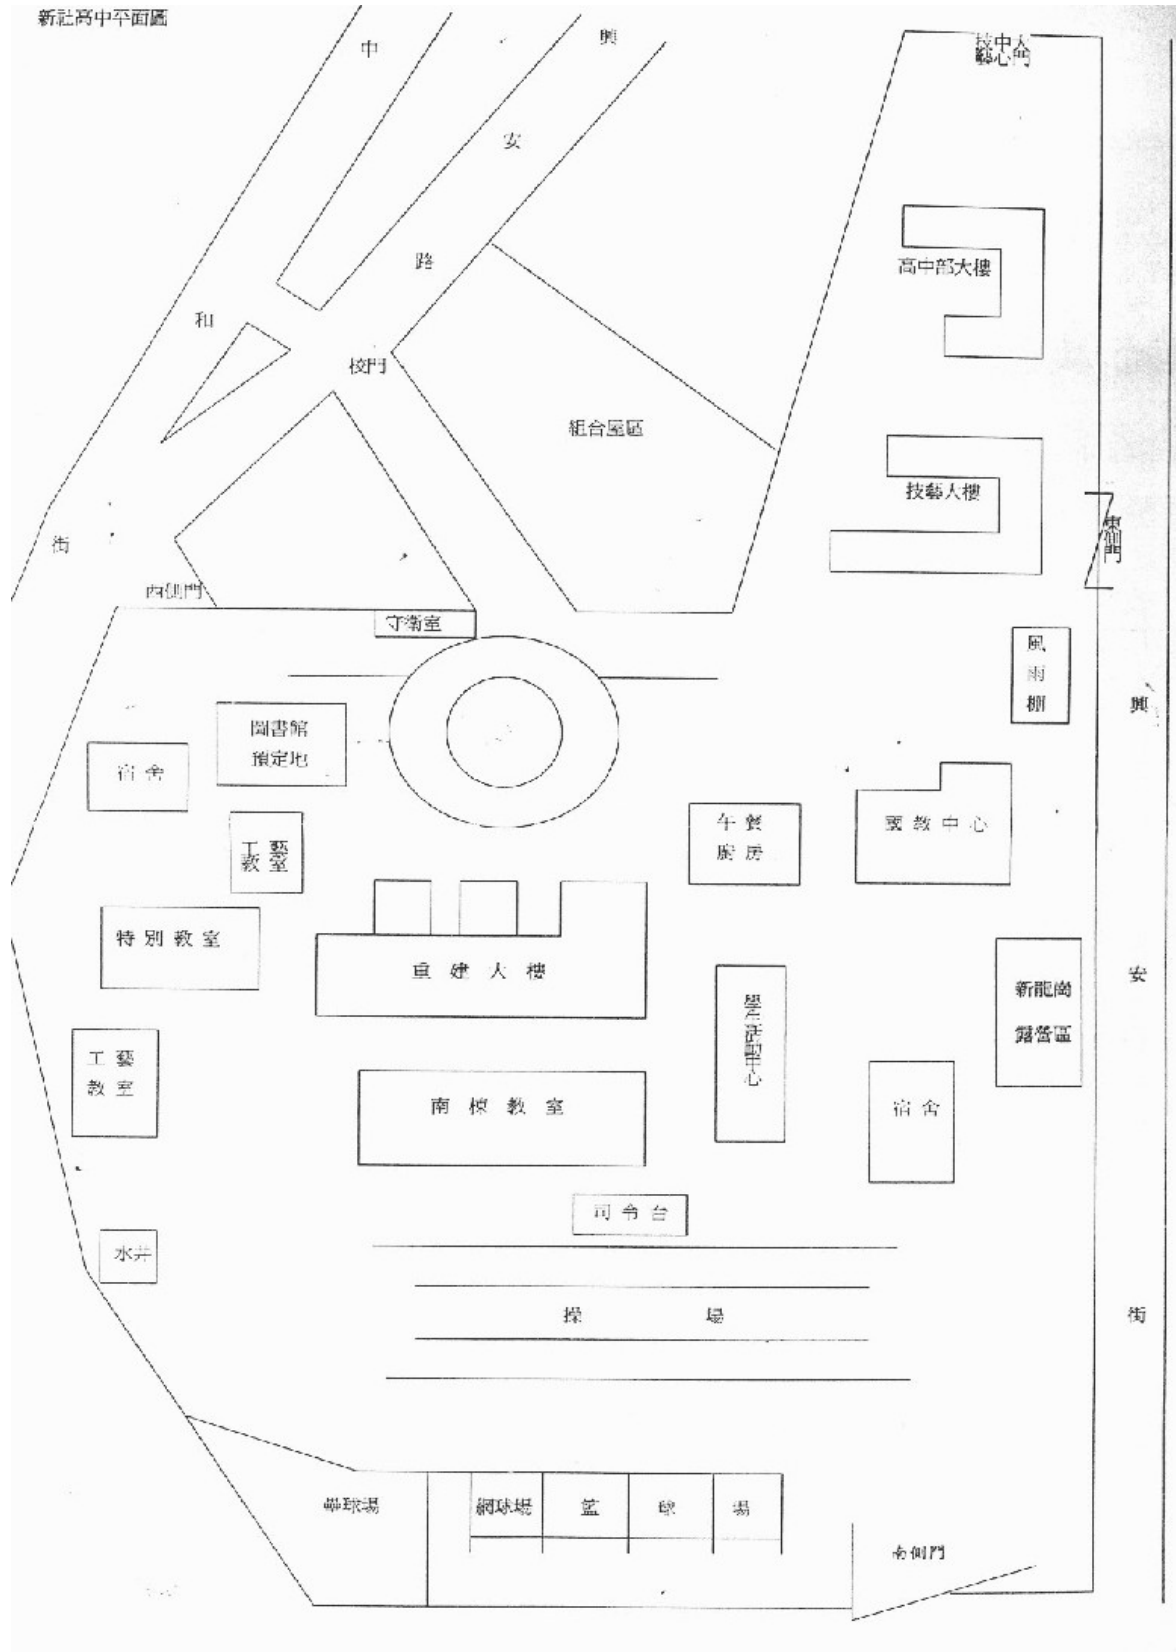 新社高中平面圖
中
和
街
興
安
路
技藝中心大門
高中部大樓
校門
組合屋區
技藝大樓
東側門
西側門
守衛室
風雨棚
興
安
街
圖書館
預定地
宿舍
工藝
教室
午餐
廚房
國教中心
特別教室
重建大樓
學生活動中心
新龍崗
露營區
工藝
教室
南棟教室
宿舍
司令台
水井
操場
壘球場
網球場
籃球場
南側門